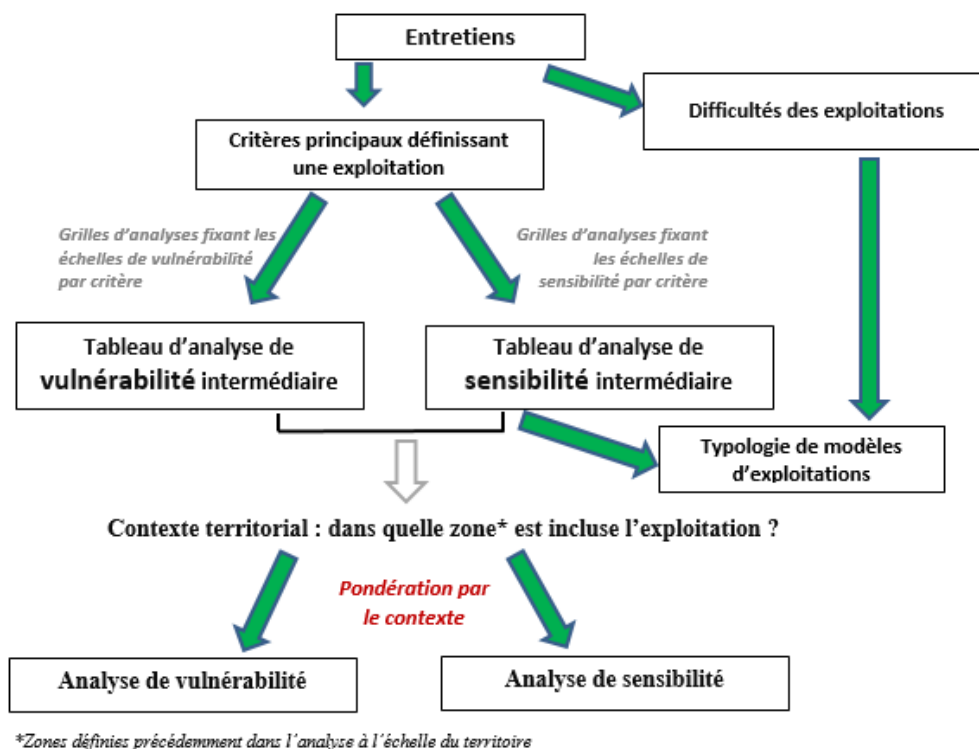 Entretiens
Difficultés des exploitations
Critères principaux définissant
une exploitation
Grilles d'analyses fixant les
échelles de vulnérabilité
par critère
Grilles d'analyses fixant
les échelles de
sensibilité par critère
Tableau d'analyse de
vulnérabilité intermédiaire
Tableau d'analyse de
sensibilité intermédiaire
Typologie de modèles
d'exploitations
Contexte territorial : dans quelle zone* est incluse l'exploitation ?
Pondération par
le contexte
Analyse de vulnérabilité
Analyse de sensibilité
*Zones définies précédemment dans l'analyse à l'échelle du territoire